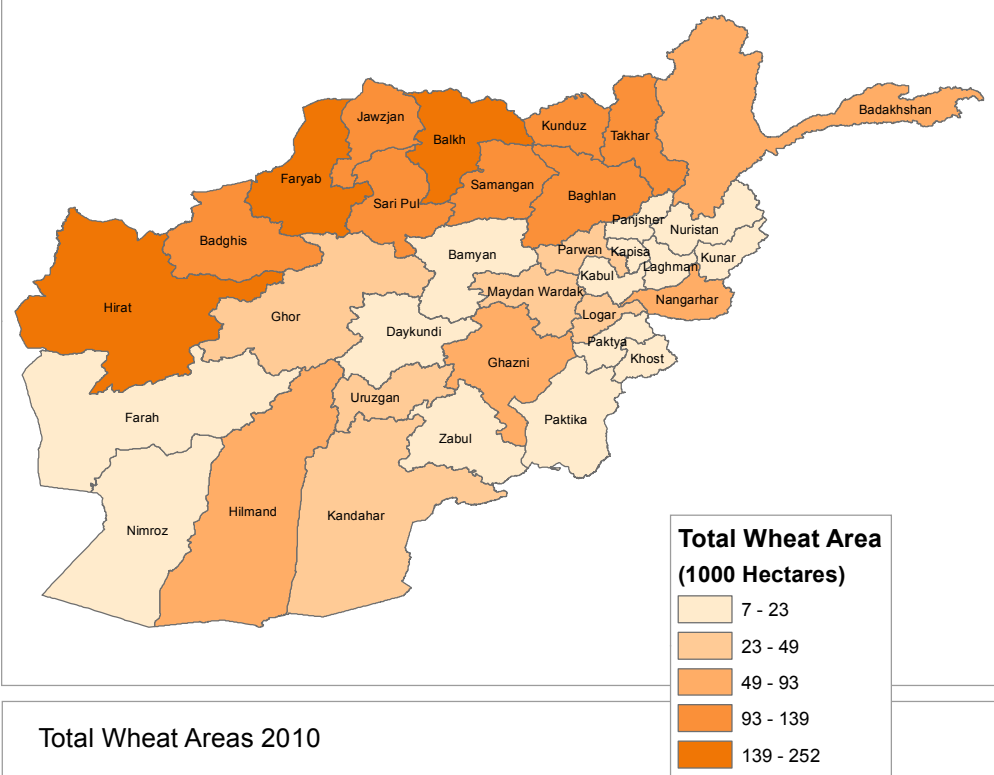 Badakhshan
Jawzjan
Balkh
Kunduz
Takhar
Faryab
Samangan
Baghlan
Sari Pul
Panjsher
Nuristan
Badghis
Parwan
Kapisa
Bamyan
Kunar
Laghman
Kabul
Maydan Wardak
Nangarhar
Hirat
Ghor
Logar
Daykundi
Paktya
Khost
Ghazni
Uruzgan
Farah
Paktika
Zabul
Hilmand
Kandahar
Nimroz
Total Wheat Area
(1000 Hectares)
7 - 23
23 - 49
49 - 93
93 - 139
139 - 252
Total Wheat Areas 2010